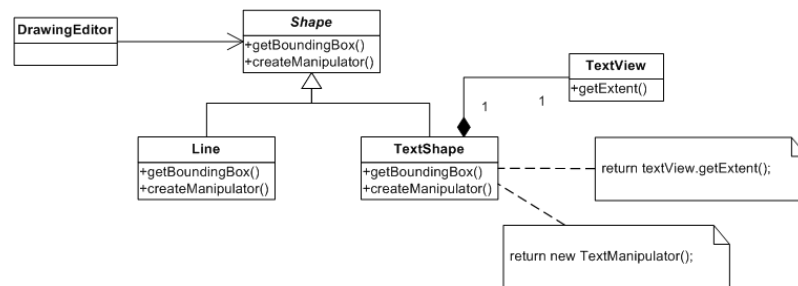 DrawingEditor
Shape
+getBoundingBox()
+createManipulator()
TextView
+getExtent()
1
1
Line
+getBoundingBox()
+createManipulator()
TextShape
+getBoundingBox()
+createManipulator()
return textView.getExtent();
return new TextManipulator();